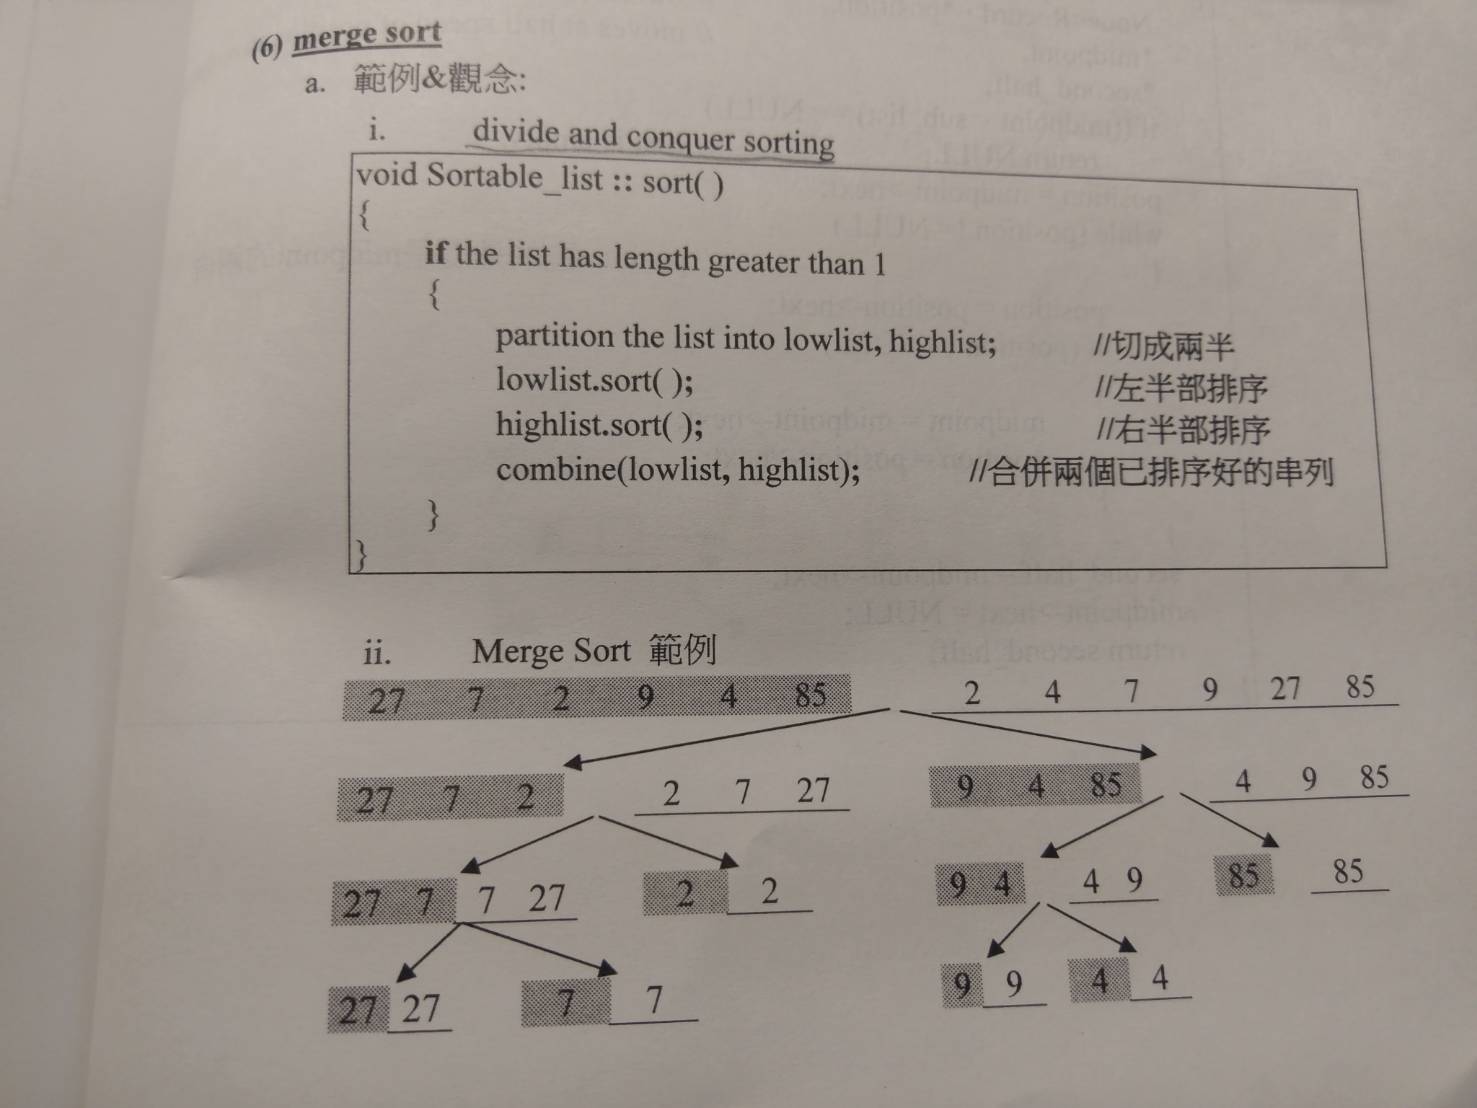 (6) merge sort
a. 範例&觀念:
i. divide and conquer sorting
void Sortable_list :: sort( )
{
if the list has length greater than 1
{
partition the list into lowlist, highlist; //切成兩半
lowlist.sort( ); //左半部排序
highlist.sort( ); //右半部排序
combine(lowlist, highlist); //合併兩個已排序好的串列
}
}
ii. Merge Sort 範例
27 7 2 9 4 85 2 4 7 9 27 85
27 7 2 2 7 27 9 4 85 4 9 85
27 7 7 27 2 2 9 4 4 9 85 85
27 27 7 7 9 9 4 4